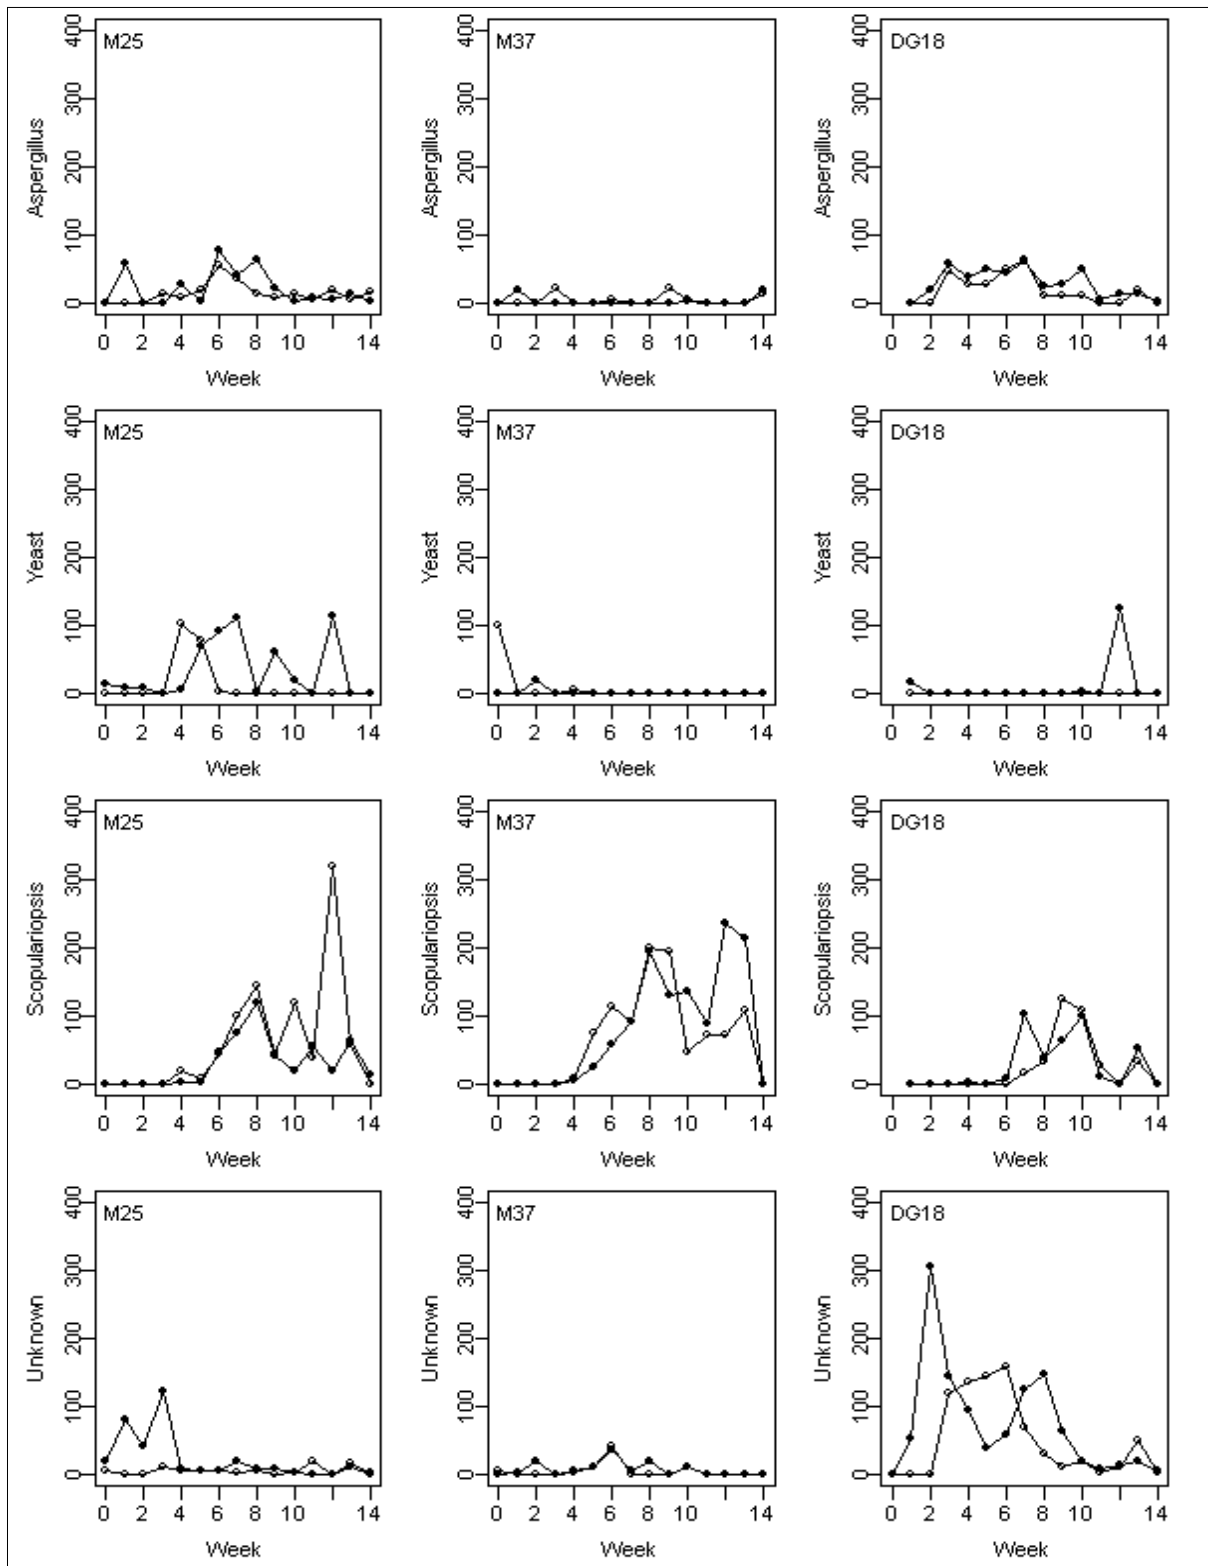 M25 M37 DG18
Aspergillus Aspergillus Aspergillus
400 400 400
300 300 300
200 200 200
100 100 100
0 0 0
0 2 4 6 8 10 14 0 2 4 6 8 10 14 0 2 4 6 8 10 14
Week Week Week
M25 M37 DG18
Yeast Yeast Yeast
400 400 400
300 300 300
200 200 200
100 100 100
0 0 0
0 2 4 6 8 10 14 0 2 4 6 8 10 14 0 2 4 6 8 10 14
Week Week Week
M25 M37 DG18
Scopulariopsis Scopulariopsis Scopulariopsis
400 400 400
300 300 300
200 200 200
100 100 100
0 0 0
0 2 4 6 8 10 14 0 2 4 6 8 10 14 0 2 4 6 8 10 14
Week Week Week
M25 M37 DG18
Unknown Unknown Unknown
400 400 400
300 300 300
200 200 200
100 100 100
0 0 0
0 2 4 6 8 10 14 0 2 4 6 8 10 14 0 2 4 6 8 10 14
Week Week Week